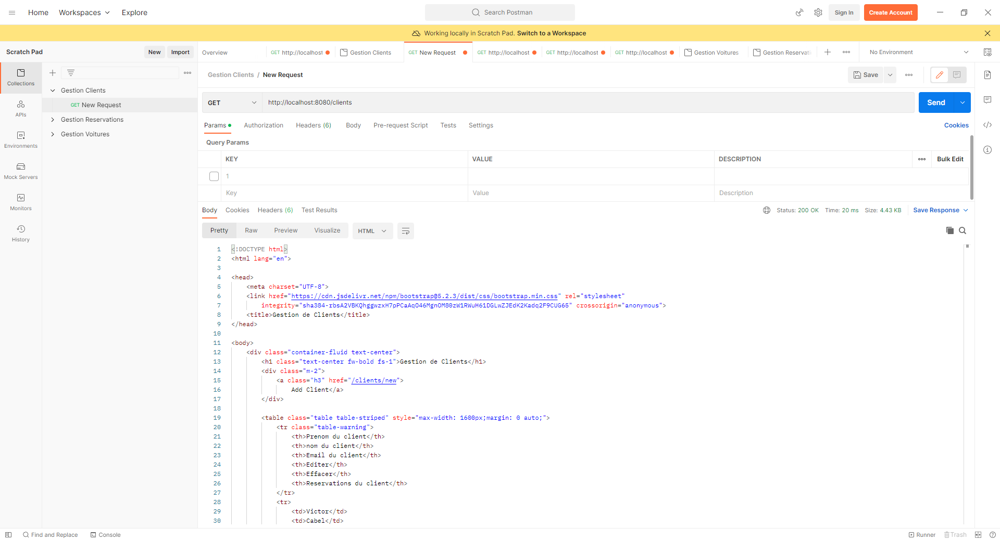 Home Workspaces Explore Search Postman Sign In Create Account
Working locally in Scratch Pad. Switch to a Workspace
Scratch Pad New Import
Overview GET http://localhost GET Gestion Clients GET New Request GET http://localhost GET http://localhost GET http://localhost Gestion Voitures Gestion Reservati No Environment
Collections
APIs
Environments
Mock Servers
Monitors
History
Gestion Clients
GET New Request
Gestion Reservations
Gestion Voitures
Gestion Clients / New Request Save
GET http://localhost:8080/clients Send
Params Authorization Headers (6) Body Pre-request Script Tests Settings Cookies
Query Params
KEY VALUE DESCRIPTION Bulk Edit
1
Key Value Description
Body Cookies Headers (6) Test Results Status: 200 OK Time: 20 ms Size: 4.43 KB Save Response
Pretty Raw Preview Visualize HTML
1 <!DOCTYPE html>
2 <html lang="en">
3
4 <head>
5 <meta charset="UTF-8">
6 <link href="https://cdn.jsdelivr.net/npm/bootstrap@5.2.3/dist/css/bootstrap.min.css" rel="stylesheet"
7 integrity="sha384-rbsA2VBKQhggwzxH7pPCaAqO46MgnOM80zW1RWuH61DGLwZJEdK2Kadq2F9CUG65" crossorigin="anonymous">
8 <title>Gestion de Clients</title>
9 </head>
10
11 <body>
12 <div class="container-fluid text-center">
13 <h1 class="text-center fw-bold fs-1">Gestion de Clients</h1>
14 <div class="m-2">
15 <a class="h3" href="/clients/new">
16 Add Client</a>
17 </div>
18
19 <table class="table table-striped" style="max-width: 1600px;margin: 0 auto;">
20 <tr class="table-warning">
21 <th>Prenom du client</th>
22 <th>nom du client</th>
23 <th>Email du client</th>
24 <th>Editer</th>
25 <th>Effacer</th>
26 <th>Reservations du client</th>
27 </tr>
28 <tr>
29 <td>Victor</td>
30 <td>Cabel</td>
Find and Replace Console Runner Trash